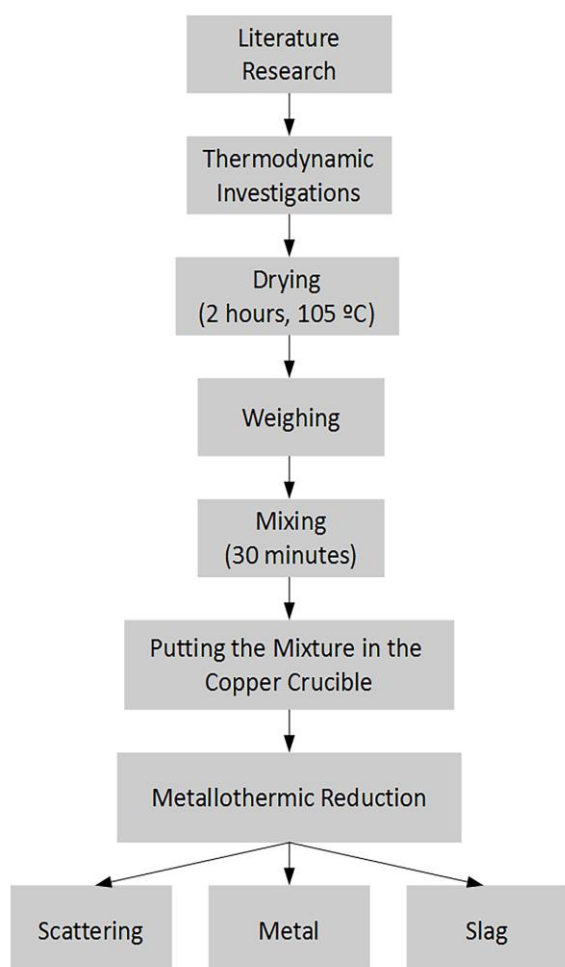 Literature
Research
Thermodynamic
Investigations
Drying
(2 hours, 105 ºC)
Weighing
Mixing
(30 minutes)
Putting the Mixture in the
Copper Crucible
Metallothermic Reduction
Scattering
Metal
Slag